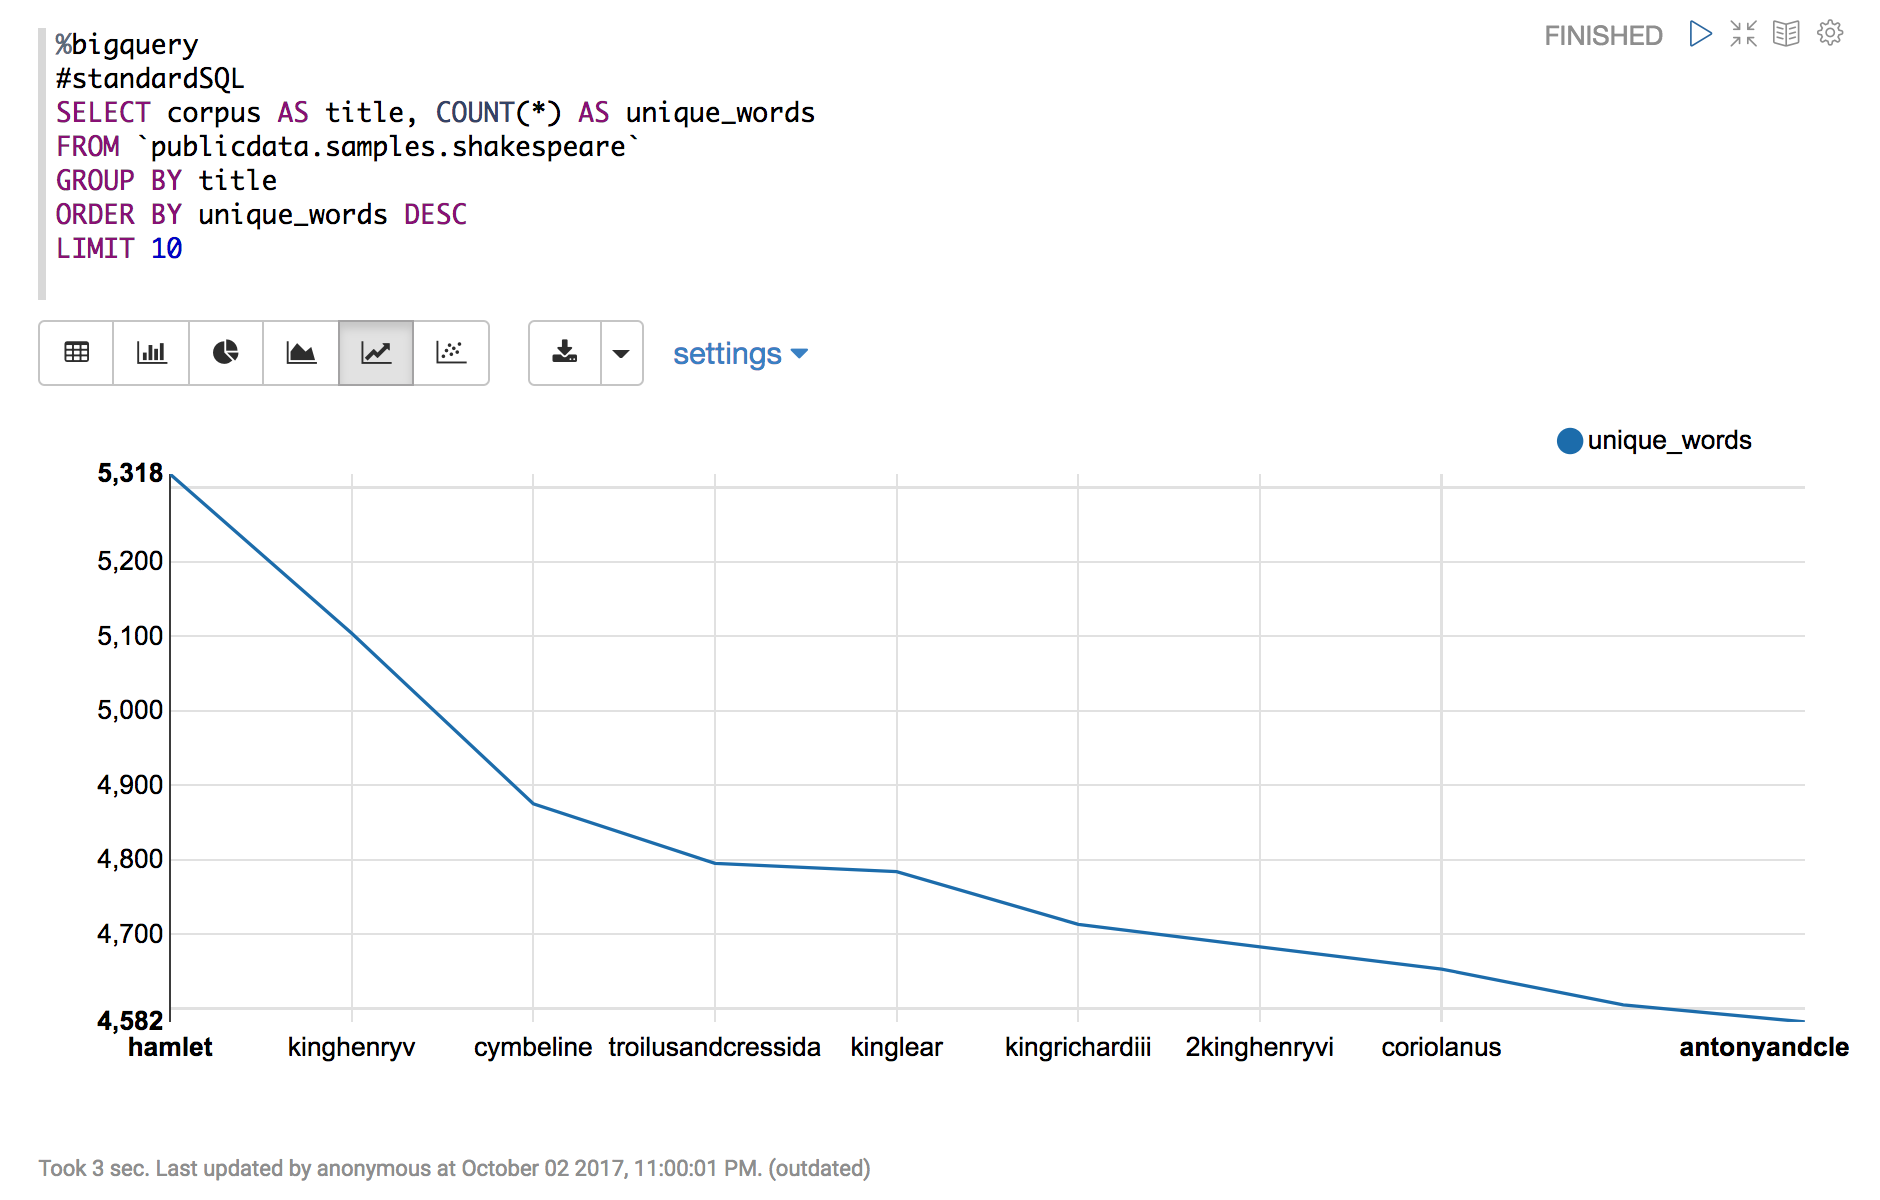 %bigquery
FINISHED
#standardSQL
SELECT corpus AS title, COUNT(*) AS unique_words
FROM `publicdata.samples.shakespeare`
GROUP BY title
ORDER BY unique_words DESC
LIMIT 10
settings
unique_words
5,318
5,200
5,100
5,000
4,900
4,800
4,700
4,582
hamlet kinghenryv cymbeline troilusandcressida kinglear kingrichardiii 2kinghenryvi coriolanus antonyandcle
Took 3 sec. Last updated by anonymous at October 02 2017, 11:00:01 PM. (outdated)